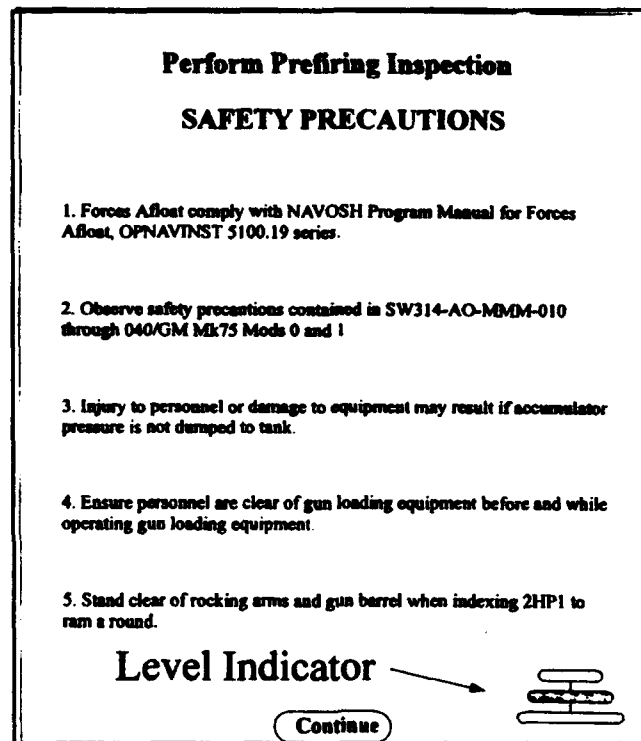 Perform Prefiring Inspection
SAFETY PRECAUTIONS
1. Forces Afloat comply with NAVOSH Program Manual for Forces
Afloat, OPNAVINST 5100.19 series.
2. Observe safety precautions contained in SW314-AO-MMM-010
through 040/GM Mk75 Mods 0 and 1
3. Injury to personnel or damage to equipment may result if accumulator
pressure is not dumped to tank.
4. Ensure personnel are clear of gun loading equipment before and while
operating gun loading equipment.
5. Stand clear of rocking arms and gun barrel when indexing 2HP1 to
ram a round.
Level Indicator
Continue